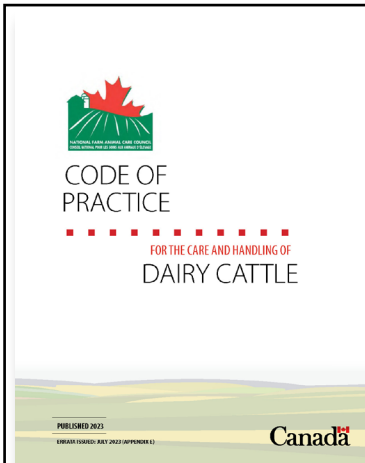 NATIONAL FARM ANIMAL CARE COUNCIL
CONSEIL NATIONAL POUR LES SOINS AUX ANIMAUX D'ÉLEVAGE
CODE OF
PRACTICE
FOR THE CARE AND HANDLING OF
DAIRY CATTLE
PUBLISHED 2023
ERRATA ISSUED: JULY 2023 (APPENDIX E)
Canada